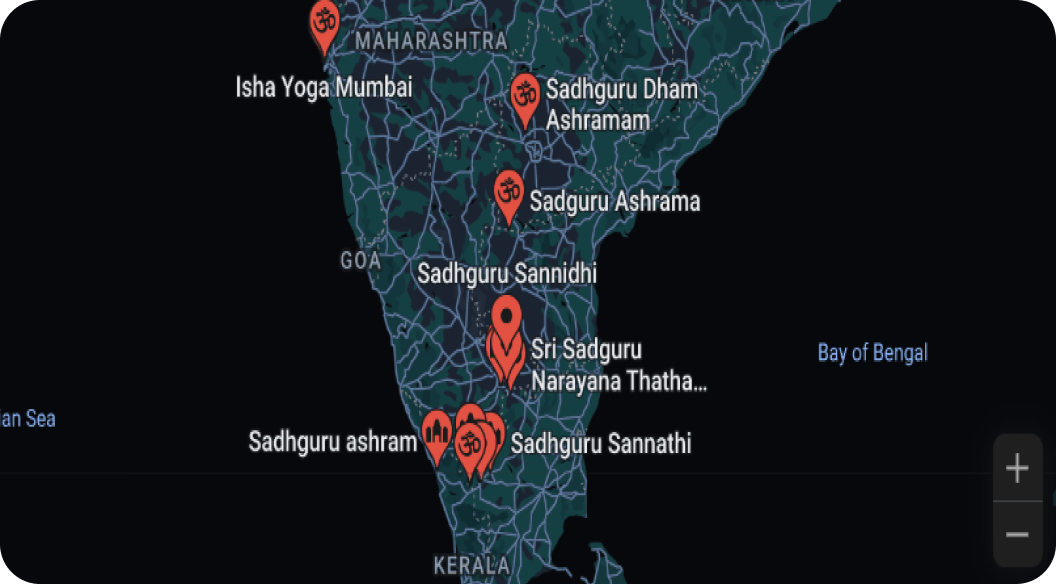 MAHARASHTRA
Isha Yoga Mumbai
Sadhguru Dham
Ashramam
Sadguru Ashrama
GOA
Sadhguru Sannidhi
Sri Sadguru
Narayana Thatha...
Bay of Bengal
ian Sea
Sadhguru ashram
Sadhguru Sannathi
KERALA